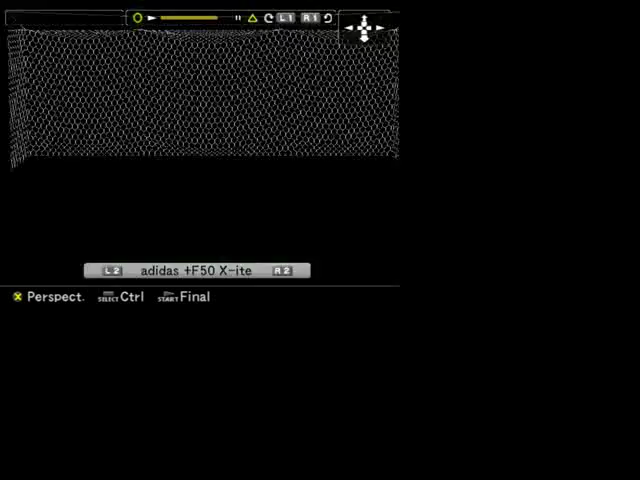 L1 R1
L2 adidas +F50 X-ite R2
Perspect. SELECT Ctrl START Final